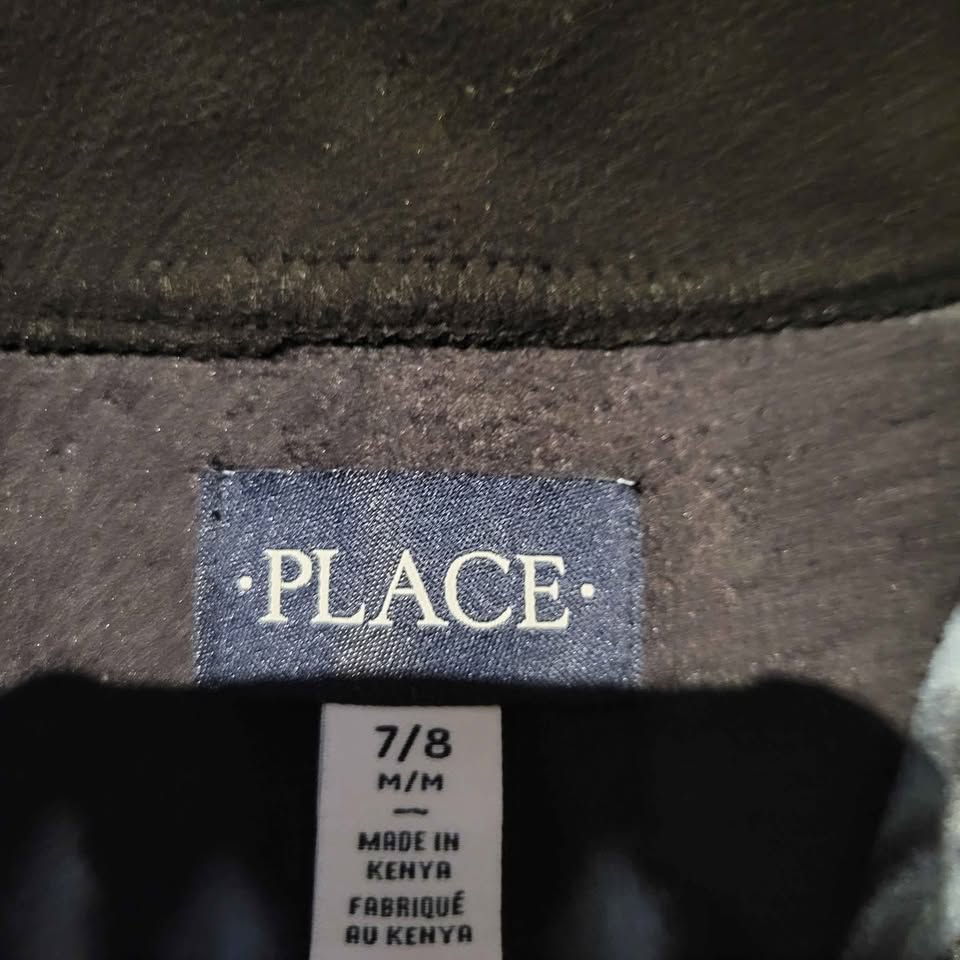 ·PLACE·
7/8
M/M
~
MADE IN
KENYA
FABRIQUÉ
AU KENYA